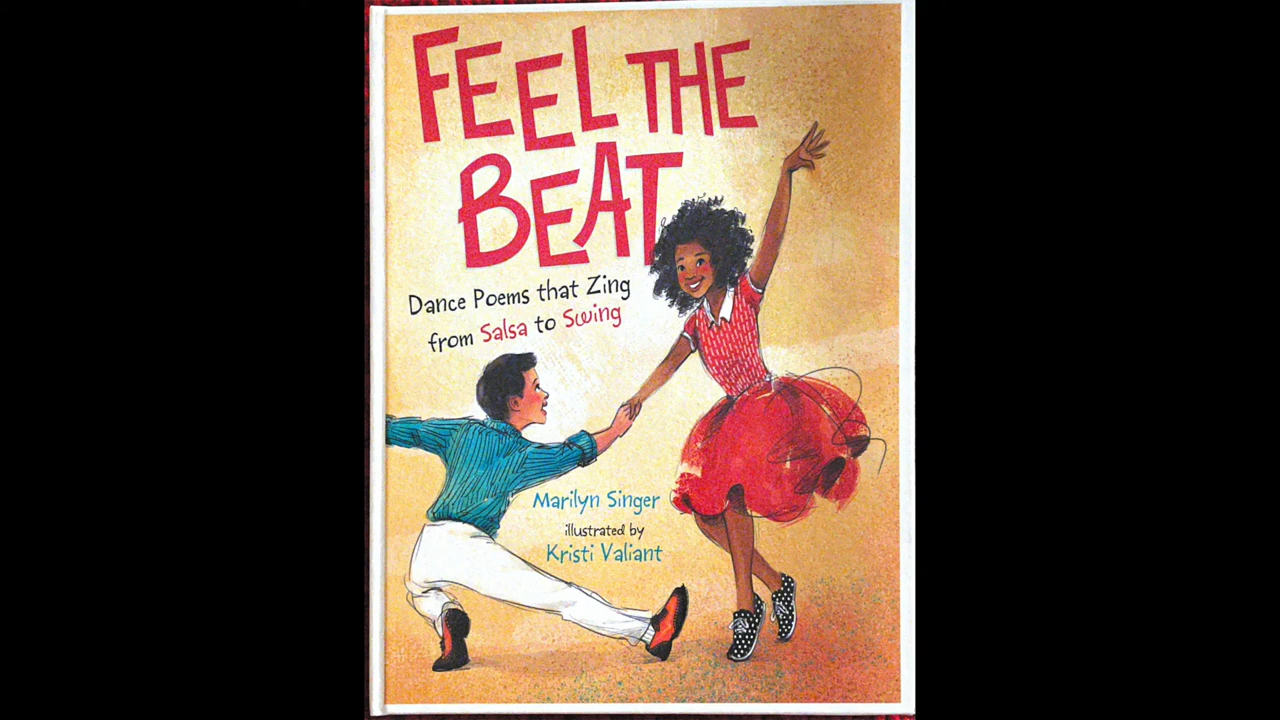 FEEL THE
BEAT
Dance Poems that Zing
from Salsa to Swing
Marilyn Singer
illustrated by
Kristi Valiant